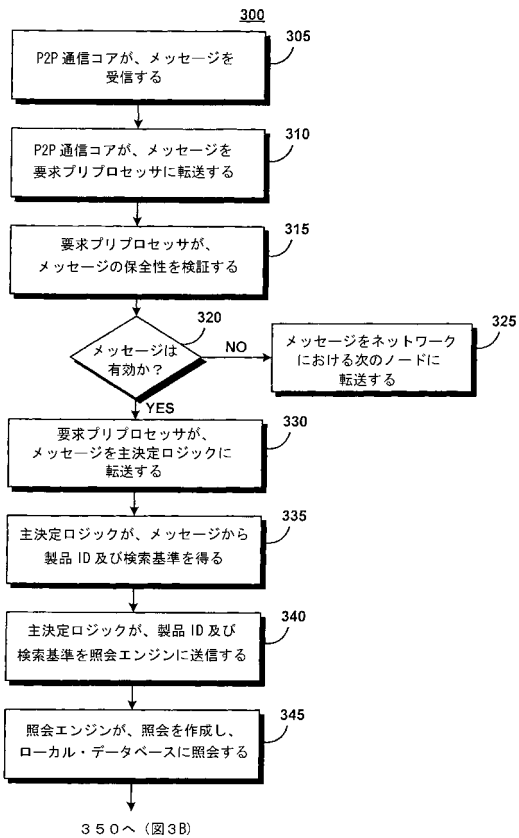 300
P2P 通信コアが、メッセージを
受信する
305
P2P 通信コアが、メッセージを
要求プリプロセッサに転送する
310
要求プリプロセッサが、
メッセージの保全性を検証する
315
メッセージは
有効か？
320
NO
メッセージをネットワーク
における次のノードに
転送する
325
YES
要求プリプロセッサが、
メッセージを主決定ロジックに
転送する
330
主決定ロジックが、メッセージから
製品 ID 及び検索基準を得る
335
主決定ロジックが、製品 ID 及び
検索基準を照会エンジンに送信する
340
照会エンジンが、照会を作成し、
ローカル・データベースに照会する
345
３５０へ（図３B）